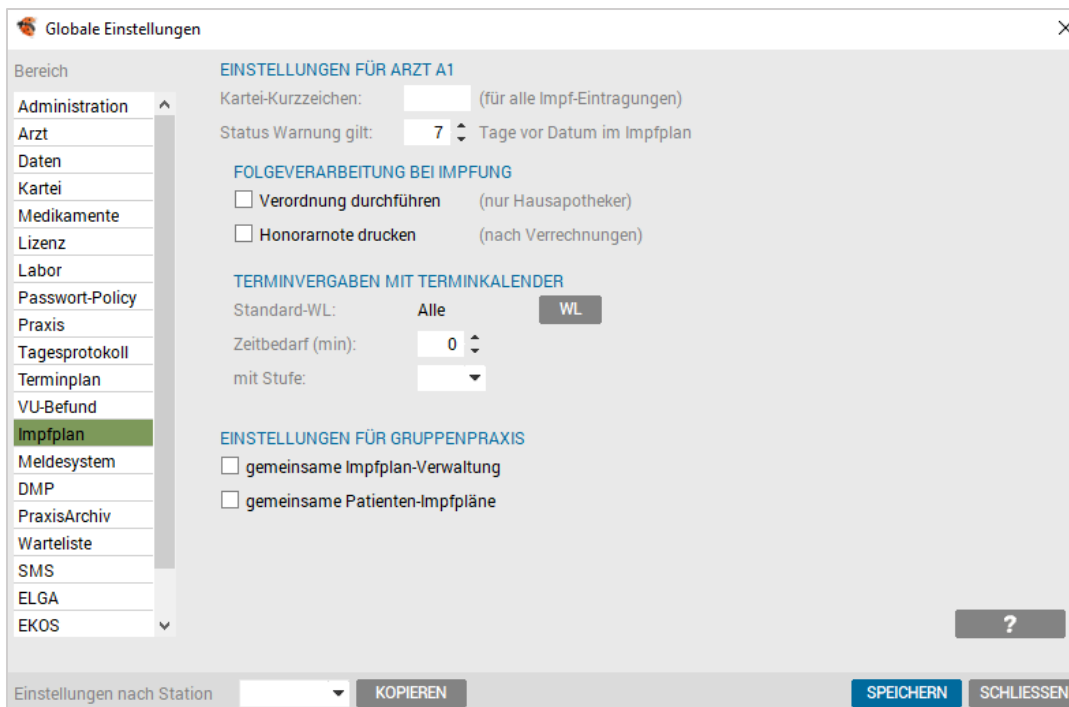 Globale Einstellungen
Bereich
Administration
Arzt
Daten
Kartei
Medikamente
Lizenz
Labor
Passwort-Policy
Praxis
Tagesprotokoll
Terminplan
VU-Befund
Impfplan
Meldesystem
DMP
PraxisArchiv
Warteliste
SMS
ELGA
EKOS
EINSTELLUNGEN FÜR ARZT A1
Kartei-Kurzzeichen: (für alle Impf-Eintragungen)
Status Warnung gilt: 7 Tage vor Datum im Impfplan
FOLGEVERARBEITUNG BEI IMPFUNG
Verordnung durchführen (nur Hausapotheker)
Honorarnote drucken (nach Verrechnungen)
TERMINVERGABEN MIT TERMINKALENDER
Standard-WL: Alle WL
Zeitbedarf (min): 0
mit Stufe:
EINSTELLUNGEN FÜR GRUPPENPRAXIS
gemeinsame Impfplan-Verwaltung
gemeinsame Patienten-Impfpläne
?
Einstellungen nach Station KOPIEREN SPEICHERN SCHLIESSEN